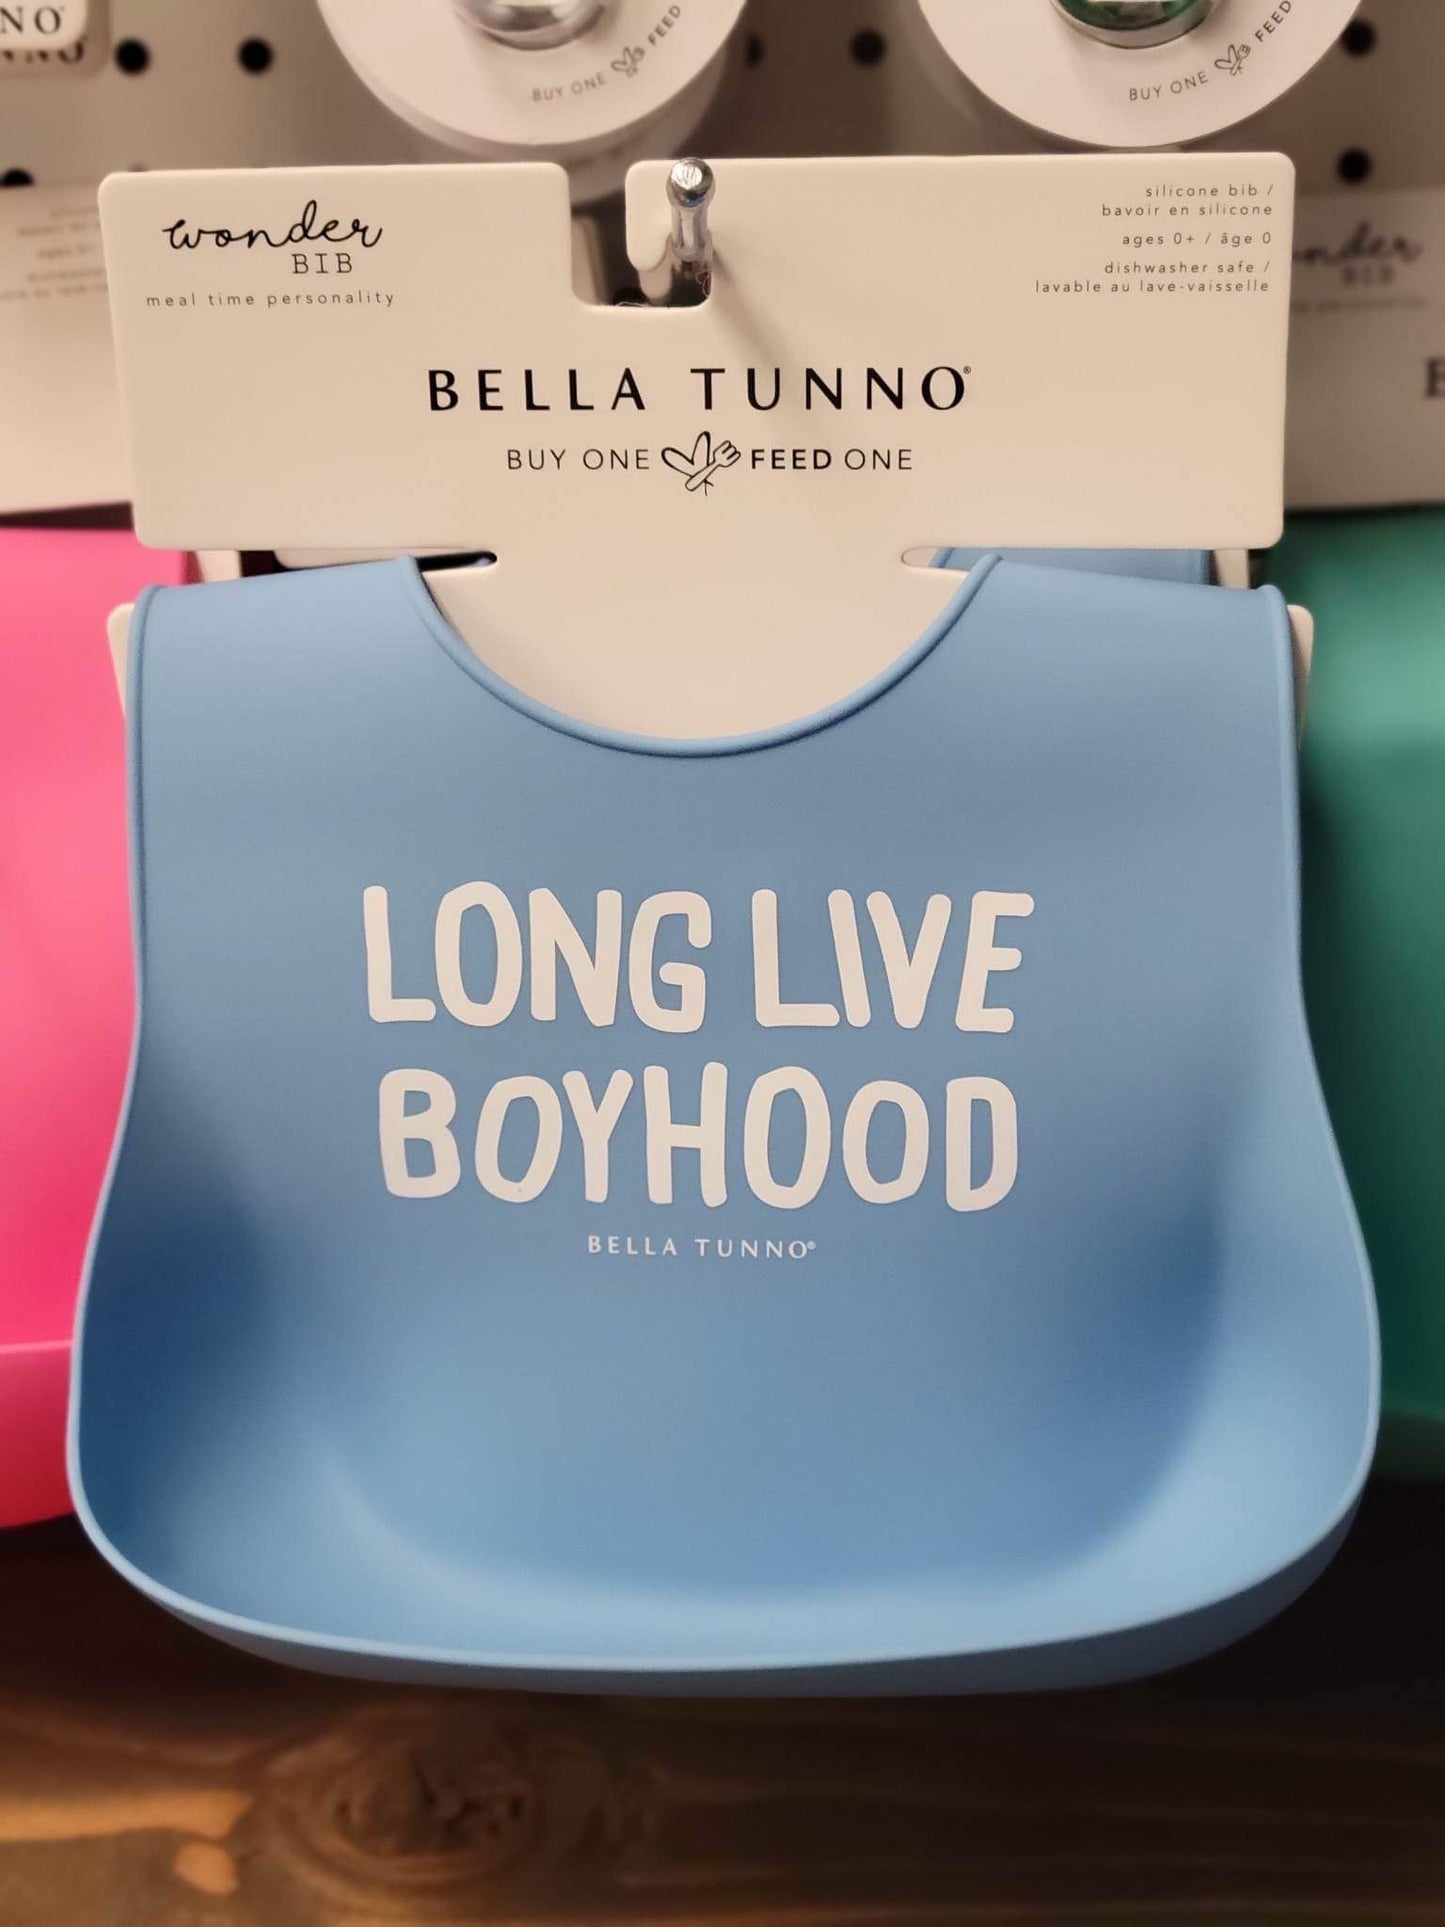 NO
BUY ONE FEED
BUY ONE FEED
wonder
BIB
meal time personality
silicone bib /
bavoir en silicone
ages 0+ / âge 0
dishwasher safe /
lavable au lave-vaisselle
BELLA TUNNO®
BUY ONE FEED ONE
LONG LIVE
BOYHOOD
BELLA TUNNO®